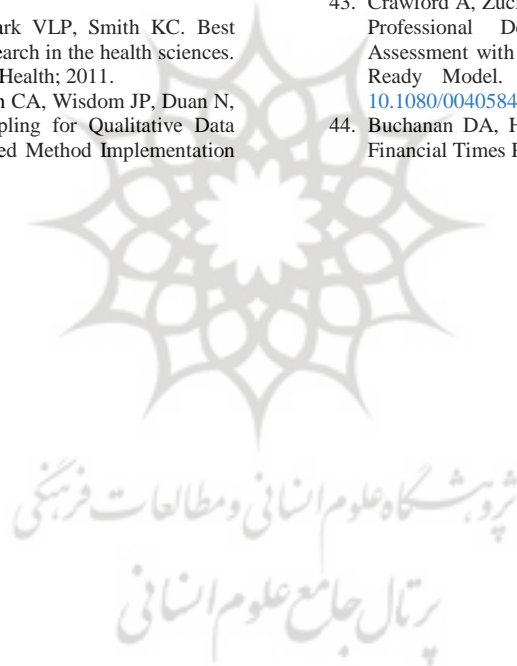 ark VLP, Smith KC. Best
search in the health sciences.
Health; 2011.
n CA, Wisdom JP, Duan N,
pling for Qualitative Data
ed Method Implementation
43. Crawford A, Zuc
Professional De
Assessment with
Ready Model.
10.1080/0040584
44. Buchanan DA, H
Financial Times P
پژوهشگاه علوم انسانی و مطالعات فرهنگی
پرتال جامع علوم انسانی